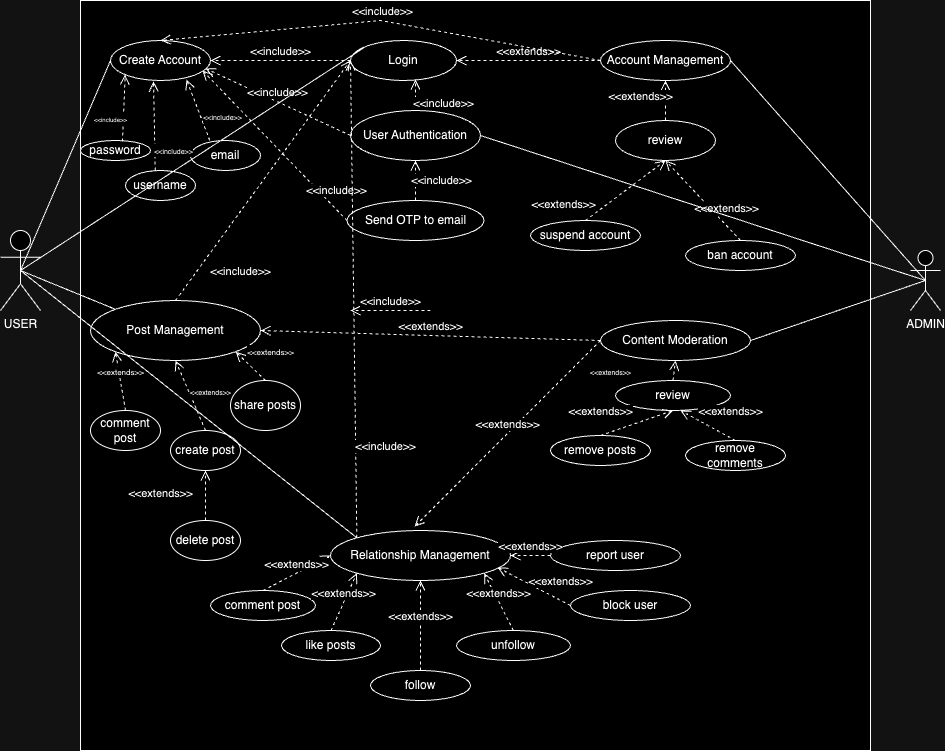 <<include>>
Create Account
<<include>>
Login
<<extends>>
Account Management
<<include>>
<<include>>
<<extends>>
<<include>>
<<include>>
User Authentication
password
<<include>>
email
review
username
<<include>>
<<include>>
<<extends>>
<<extends>>
Send OTP to email
suspend account
ban account
<<include>>
<<include>>
USER
ADMIN
Post Management
<<extends>>
Content Moderation
<<extends>>
<<extends>>
<<extends>>
<<extends>>
review
share posts
<<extends>>
<<extends>>
comment
post
<<extends>>
create post
<<include>>
remove posts
remove
comments
<<extends>>
delete post
Relationship Management
<<extends>>
report user
<<extends>>
<<extends>>
<<extends>>
<<extends>>
comment post
block user
<<extends>>
like posts
unfollow
follow